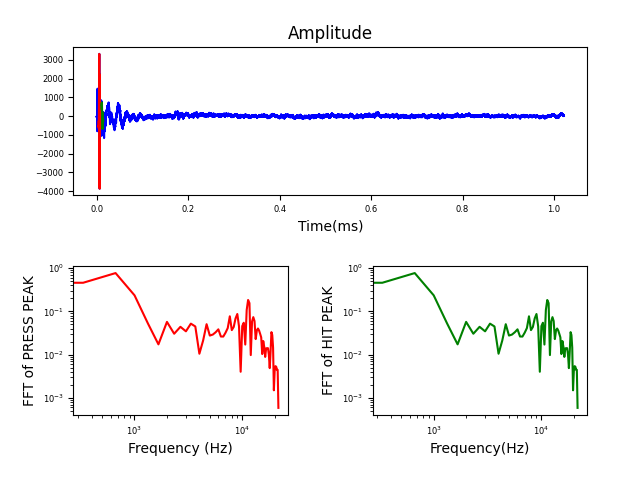 Amplitude
3000
2000
1000
0
−1000
−2000
−3000
−4000
0.0 0.2 0.4 0.6 0.8 1.0
Time(ms)
FFT of PRESS PEAK
10⁰
10⁻¹
10⁻²
10⁻³
10³ 10⁴
Frequency (Hz)
FFT of HIT PEAK
10⁰
10⁻¹
10⁻²
10⁻³
10³ 10⁴
Frequency(Hz)